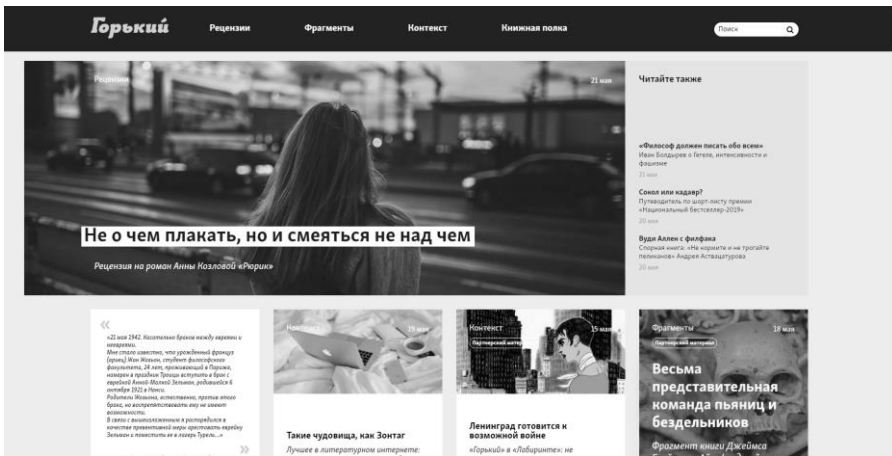 Горький
Рецензии
Фрагменты
Контекст
Книжная полка
Поиск
Рецензии
21 мая
Не о чем плакать, но и смеяться не над чем
Рецензия на роман Анны Козловой «Рюрик»
Читайте также
«Философ должен писать обо всем»
Иван Болдырев о Гегеле, интенсивности и
фашизме
21 мая
Сокол или кадавр?
Путеводитель по шорт-листу премии
«Национальный бестселлер-2019»
20 мая
Вуди Аллен с филфака
Спорная книга: «Не кормите и не трогайте
пеликанов» Андрея Аствацатурова
20 мая
«
«21 мая 1942. Касательно браков между евреями и
неевреями.
Мне стало известно, что урожденный француз
(ариец) Жан Жозьон, студент философского
факультета, 24 лет, проживающий в Париже,
намерен в праздник Троицы вступить в брак с
еврейкой Анной-Малкой Зельман, родившейся 6
октября 1921 в Нанси.
Родители Жозьона, естественно, против этого
брака, но воспрепятствовать ему не имеют
возможности.
В связи с вышеизложенным я распорядился в
качестве превентивной меры арестовать еврейку
Зельман и поместить ее в лагерь Турель...»
»
Контекст
19 мая
Такие чудовища, как Зонтаг
Лучшее в литературном интернете:
Контекст
15 мая
Партнерский матер
Ленинград готовится к
возможной войне
«Горький» в «Лабиринте»: не
Фрагменты
18 мая
Партнерский материал
Весьма
представительная
команда пьяниц и
бездельников
Фрагмент книги Джеймса